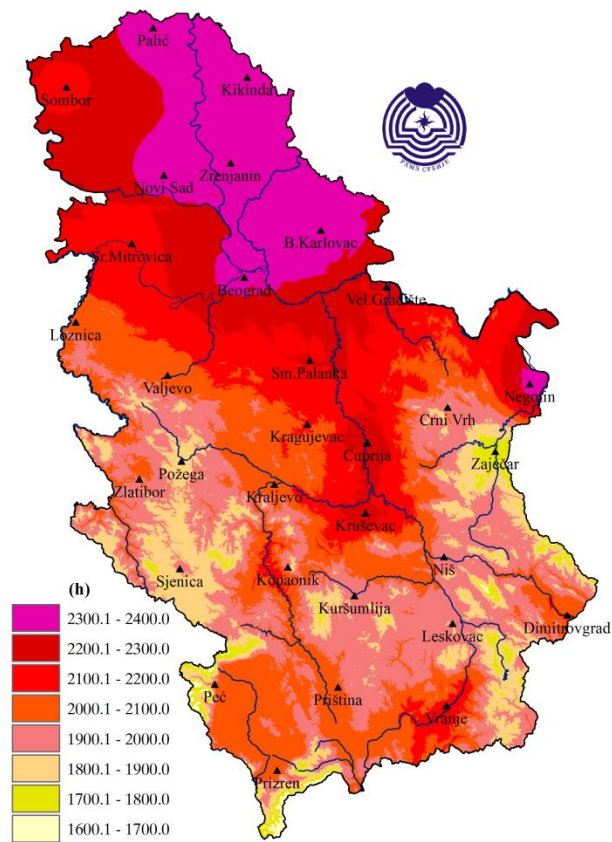 Palić
Sombor
Kikinda
Zrenjanin
Novi Sad
B.Karlovac
Sr.Mitrovica
Beograd
Vel.Gradište
Loznica
Sm.Palanka
Valjevo
Negotin
Crni Vrh
Kragujevac
Ćuprija
Zaječar
Požega
Zlatibor
Kraljevo
Kruševac
Niš
Sjenica
Kopaonik
Kuršumlija
Dimitrovgrad
Leskovac
Peć
Priština
Vranje
Prizren
РХМЗ СРБИЈЕ
(h)
2300.1 - 2400.0
2200.1 - 2300.0
2100.1 - 2200.0
2000.1 - 2100.0
1900.1 - 2000.0
1800.1 - 1900.0
1700.1 - 1800.0
1600.1 - 1700.0